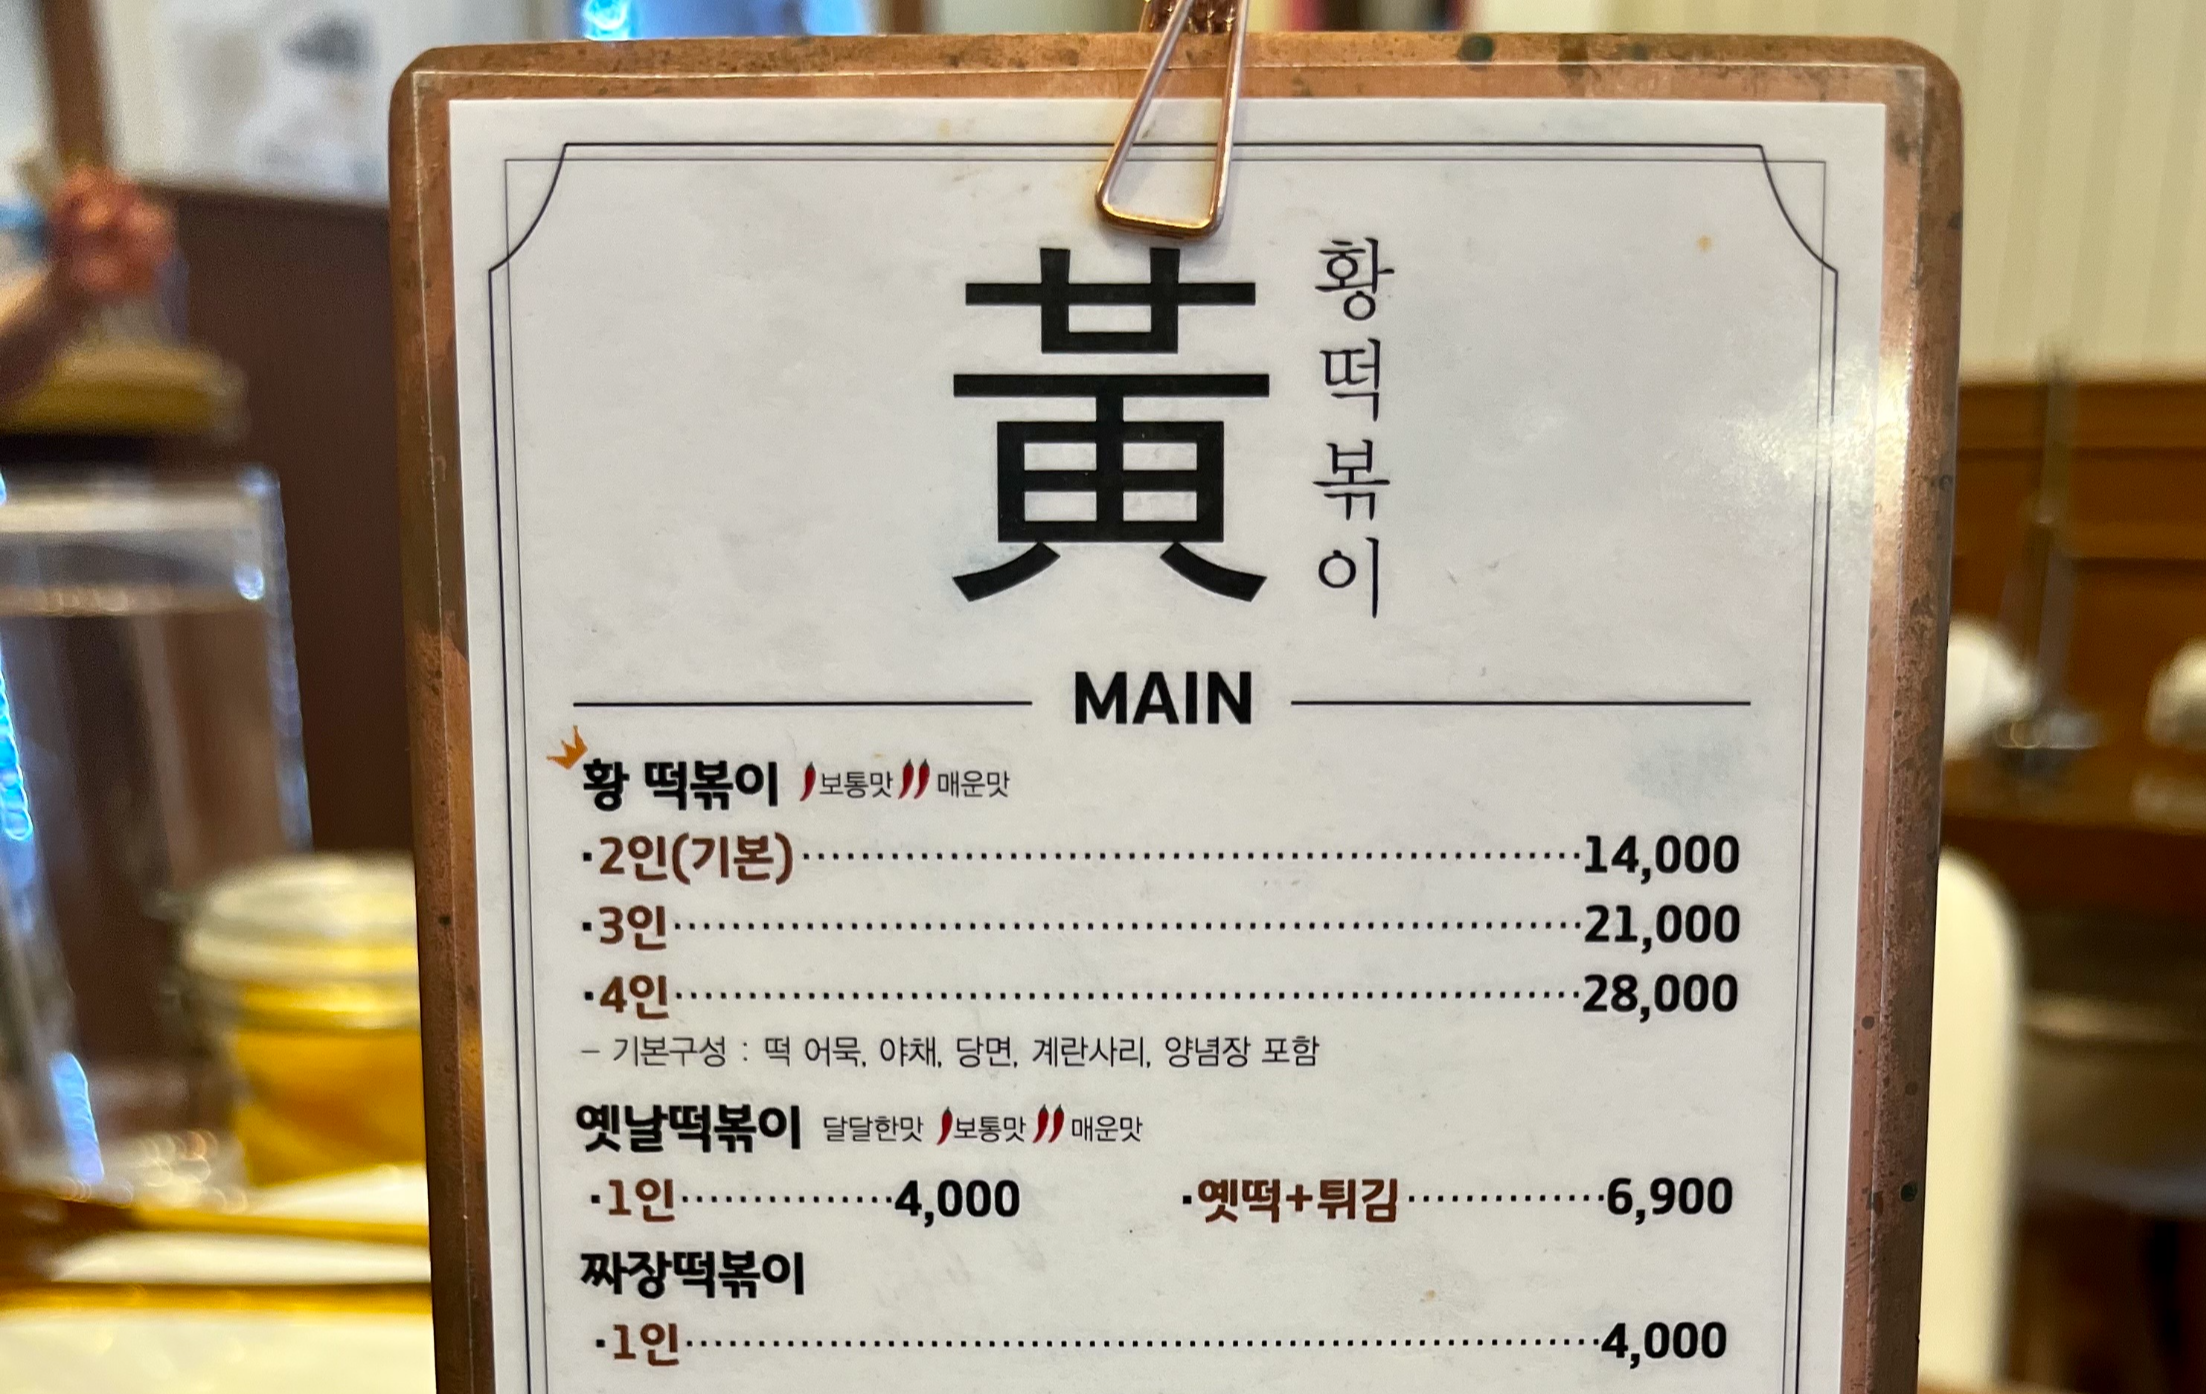 黃
황떡볶이
MAIN
황 떡볶이 보통맛 매운맛
·2인(기본)····14,000
·3인····21,000
·4인····28,000
– 기본구성 : 떡 어묵, 야채, 당면, 계란사리, 양념장 포함
옛날떡볶이 달달한맛 보통맛 매운맛
·1인····4,000 ·옛떡+튀김····6,900
짜장떡볶이
·1인····4,000